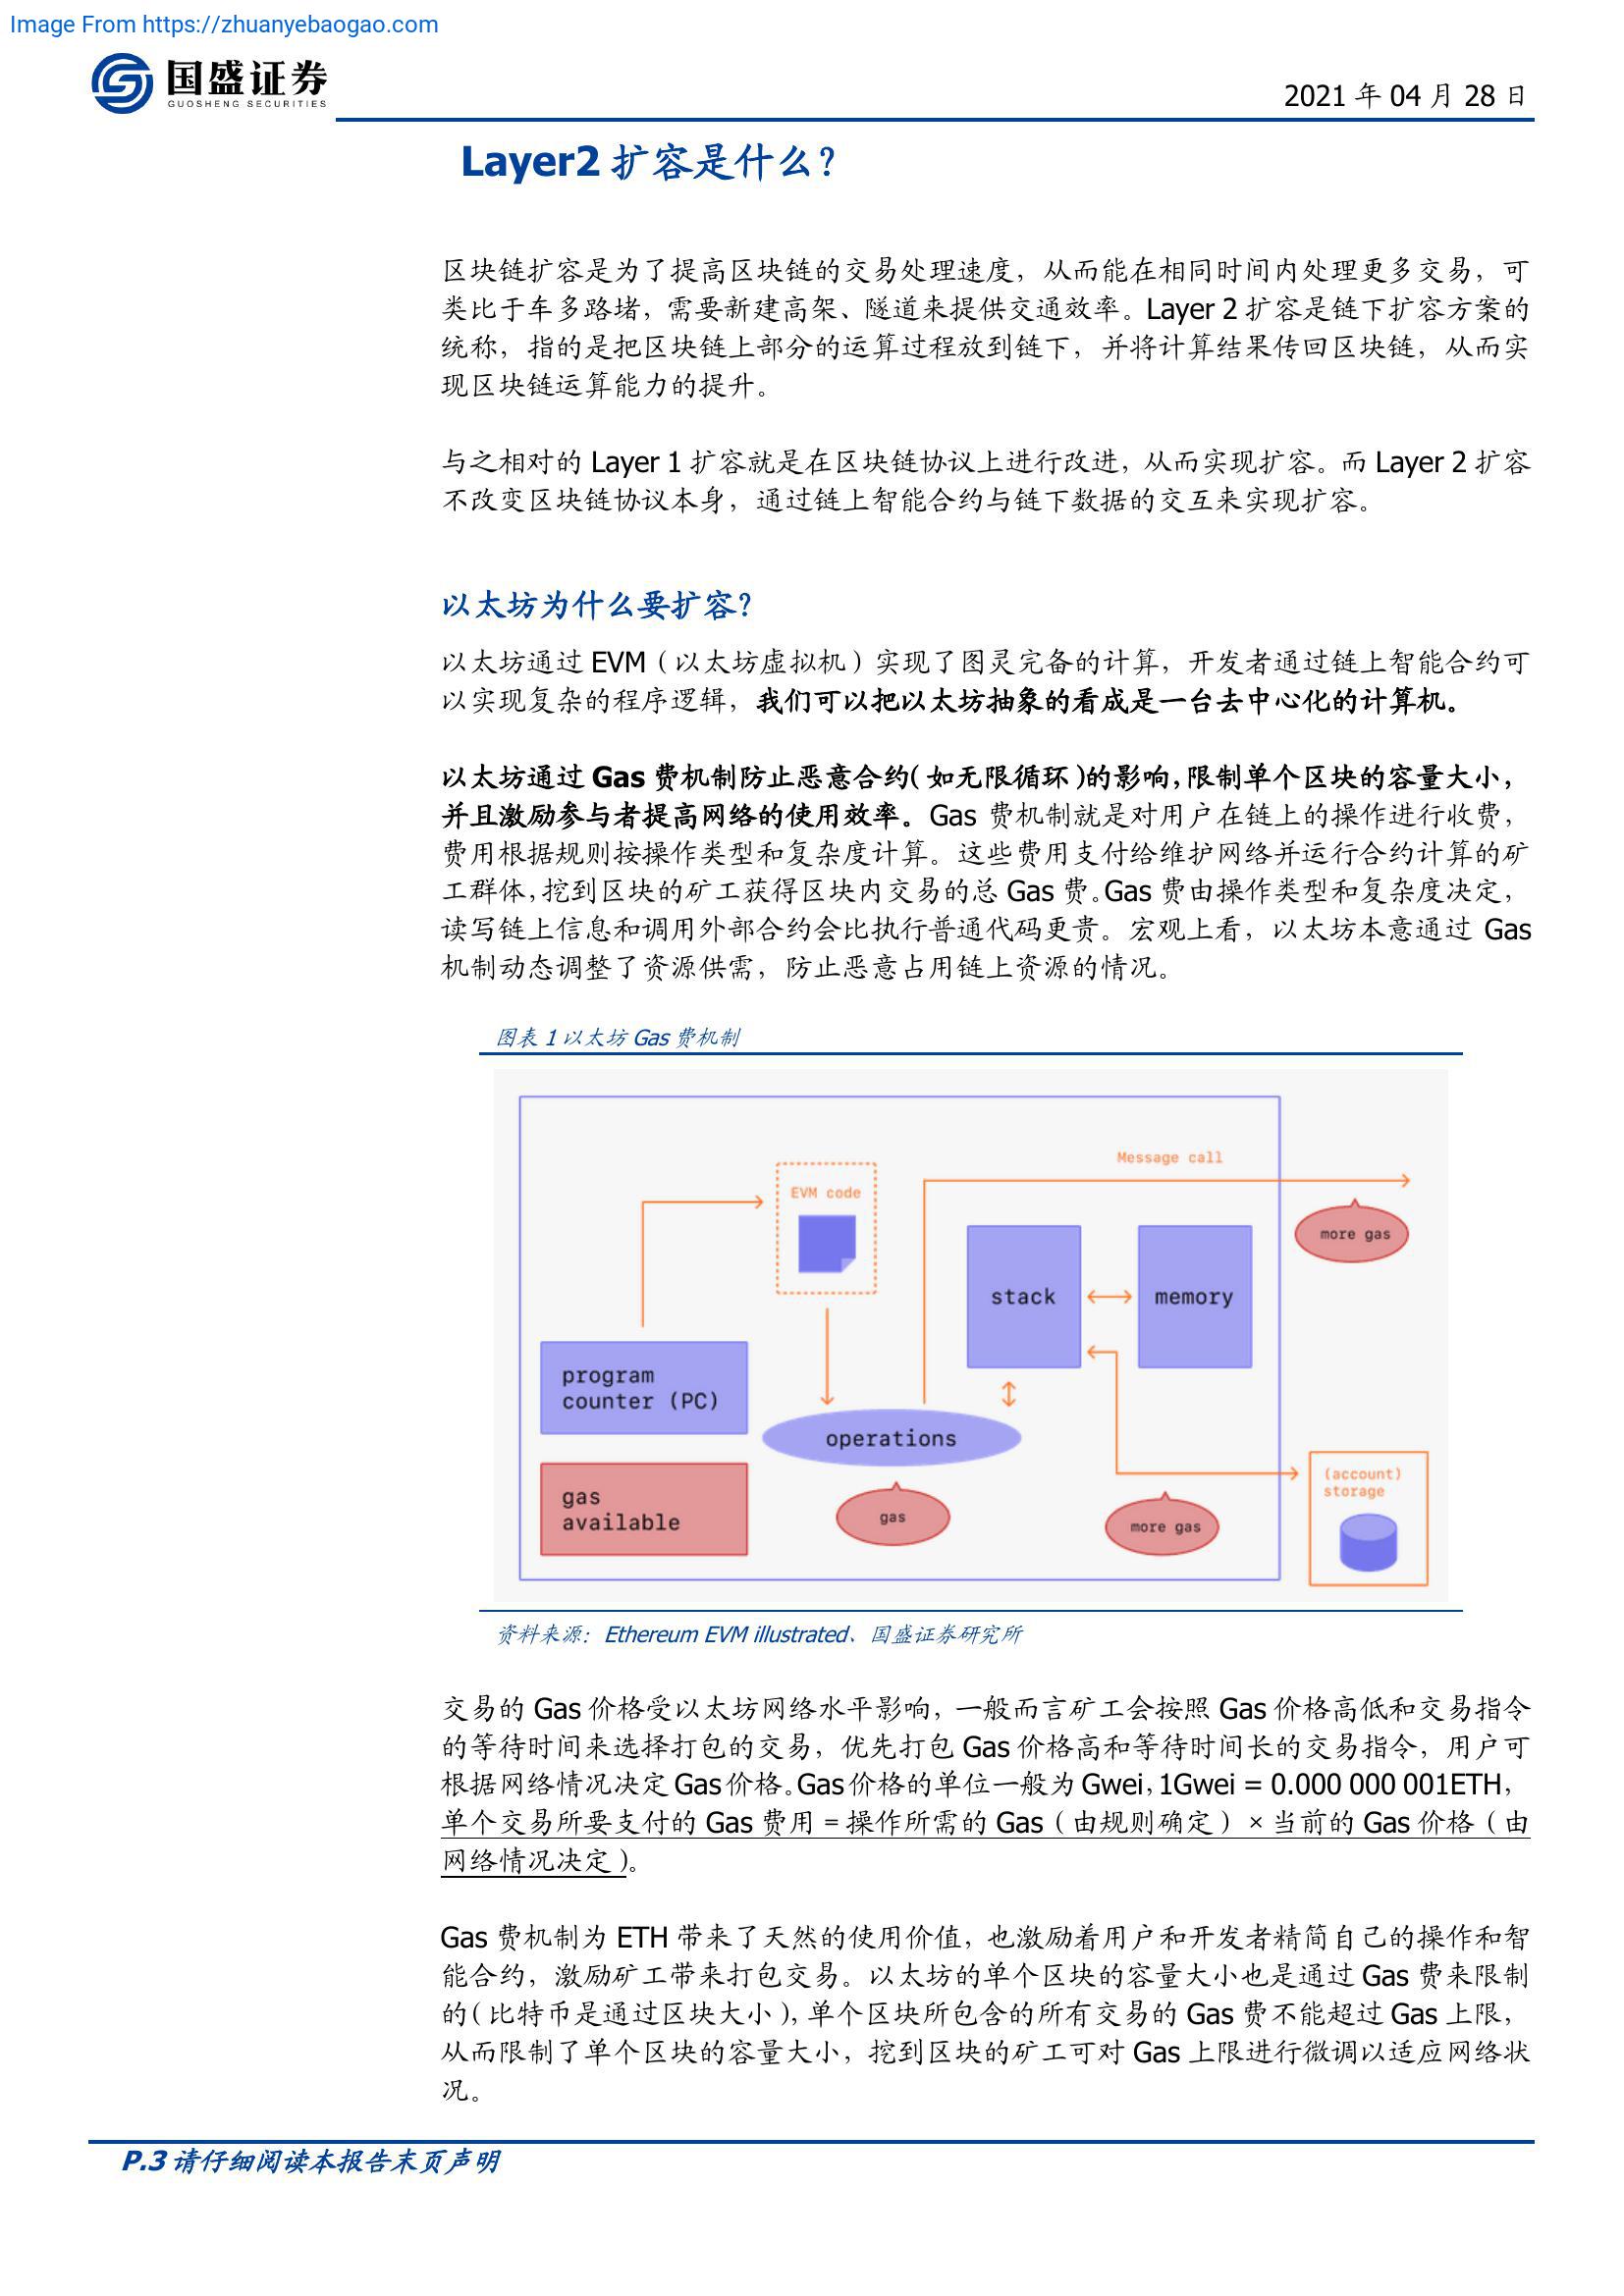 Image From https://zhuanyebaogao.com
国盛证券
GUOSHENG SECURITIES
2021 年 04 月 28 日
Layer2 扩容是什么？
区块链扩容是为了提高区块链的交易处理速度，从而能在相同时间内处理更多交易，可
类比于车多路堵，需要新建高架、隧道来提供交通效率。Layer 2 扩容是链下扩容方案的
统称，指的是把区块链上部分的运算过程放到链下，并将计算结果传回区块链，从而实
现区块链运算能力的提升。
与之相对的 Layer 1 扩容就是在区块链协议上进行改进，从而实现扩容。而 Layer 2 扩容
不改变区块链协议本身，通过链上智能合约与链下数据的交互来实现扩容。
以太坊为什么要扩容？
以太坊通过 EVM（以太坊虚拟机）实现了图灵完备的计算，开发者通过链上智能合约可
以实现复杂的程序逻辑，我们可以把以太坊抽象的看成是一台去中心化的计算机。
以太坊通过 Gas 费机制防止恶意合约（如无限循环）的影响，限制单个区块的容量大小，
并且激励参与者提高网络的使用效率。Gas 费机制就是对用户在链上的操作进行收费，
费用根据规则按操作类型和复杂度计算。这些费用支付给维护网络并运行合约计算的矿
工群体，挖到区块的矿工获得区块内交易的总 Gas 费。Gas 费由操作类型和复杂度决定，
读写链上信息和调用外部合约会比执行普通代码更贵。宏观上看，以太坊本意通过 Gas
机制动态调整了资源供需，防止恶意占用链上资源的情况。
图表 1 以太坊 Gas 费机制
Message call
EVM code
more gas
stack
memory
program
counter (PC)
operations
(account)
storage
gas
available
gas
more gas
资料来源：Ethereum EVM illustrated、国盛证券研究所
交易的 Gas 价格受以太坊网络水平影响，一般而言矿工会按照 Gas 价格高低和交易指令
的等待时间来选择打包的交易，优先打包 Gas 价格高和等待时间长的交易指令，用户可
根据网络情况决定 Gas 价格。Gas 价格的单位一般为 Gwei，1Gwei = 0.000 000 001ETH，
单个交易所要支付的 Gas 费用 = 操作所需的 Gas（由规则确定）× 当前的 Gas 价格（由
网络情况决定）。
Gas 费机制为 ETH 带来了天然的使用价值，也激励着用户和开发者精简自己的操作和智
能合约，激励矿工带来打包交易。以太坊的单个区块的容量大小也是通过 Gas 费来限制
的（比特币是通过区块大小），单个区块所包含的所有交易的 Gas 费不能超过 Gas 上限，
从而限制了单个区块的容量大小，挖到区块的矿工可对 Gas 上限进行微调以适应网络状
况。
P.3 请仔细阅读本报告末页声明